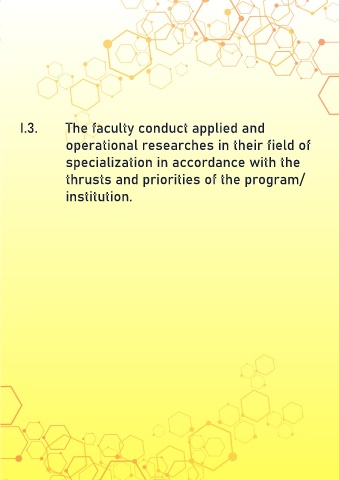 I.3. The faculty conduct applied and
operational researches in their field of
specialization in accordance with the
thrusts and priorities of the program/
institution.